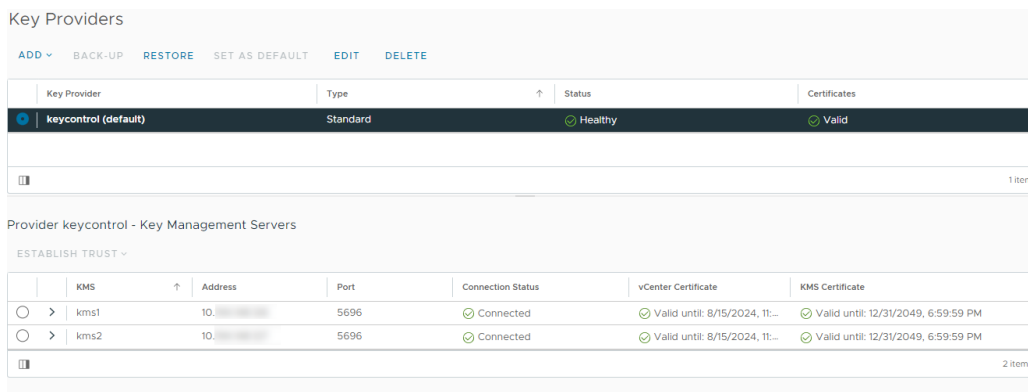 Key Providers
ADD BACK-UP RESTORE SET AS DEFAULT EDIT DELETE
Key Provider Type Status Certificates
keycontrol (default) Standard Healthy Valid
1 iter
Provider keycontrol - Key Management Servers
ESTABLISH TRUST
KMS Address Port Connection Status vCenter Certificate KMS Certificate
kms1 10. 5696 Connected Valid until: 8/15/2024, 11:... Valid until: 12/31/2049, 6:59:59 PM
kms2 10. 5696 Connected Valid until: 8/15/2024, 11:... Valid until: 12/31/2049, 6:59:59 PM
2 item